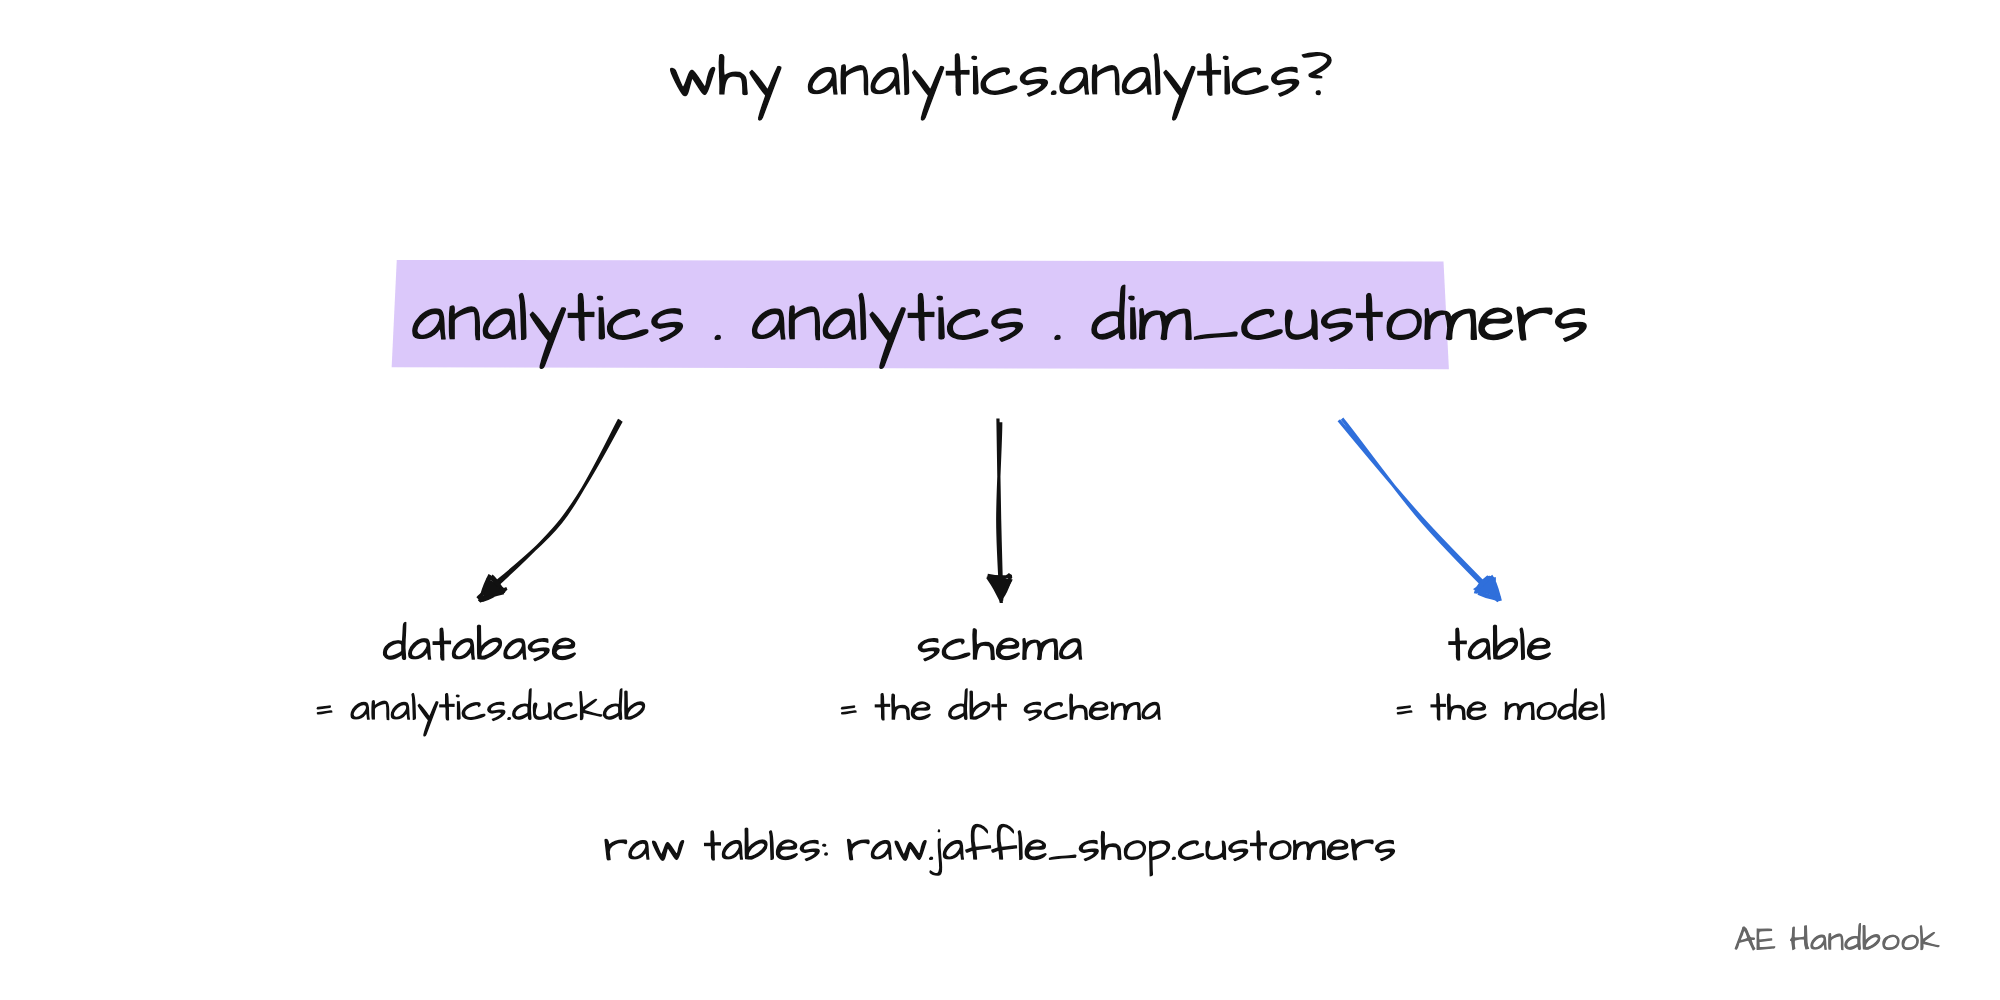 why analytics.analytics?
analytics . analytics . dim_customers
database
= analytics.duckdb
schema
= the dbt schema
table
= the model
raw tables: raw.jaffle_shop.customers
AE Handbook